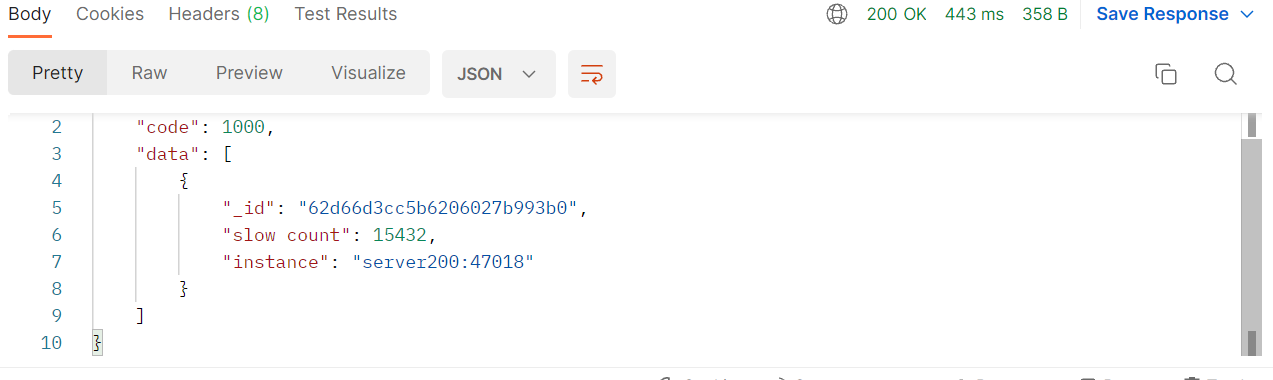 Body Cookies Headers (8) Test Results 200 OK 443 ms 358 B Save Response
Pretty Raw Preview Visualize JSON
2 "code": 1000,
3 "data": [
4 {
5 "_id": "62d66d3cc5b6206027b993b0",
6 "slow count": 15432,
7 "instance": "server200:47018"
8 }
9 ]
10 }